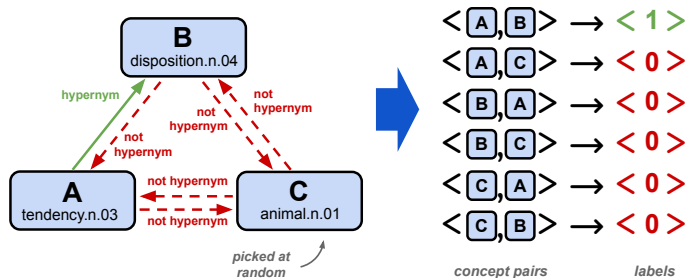 B
disposition.n.04
hypernym
not
hypernym
not
hypernym
not
hypernym
A
tendency.n.03
not hypernym
not hypernym
C
animal.n.01
picked at
random
< A , B > → < 1 >
< A , C > → < 0 >
< B , A > → < 0 >
< B , C > → < 0 >
< C , A > → < 0 >
< C , B > → < 0 >
concept pairs labels